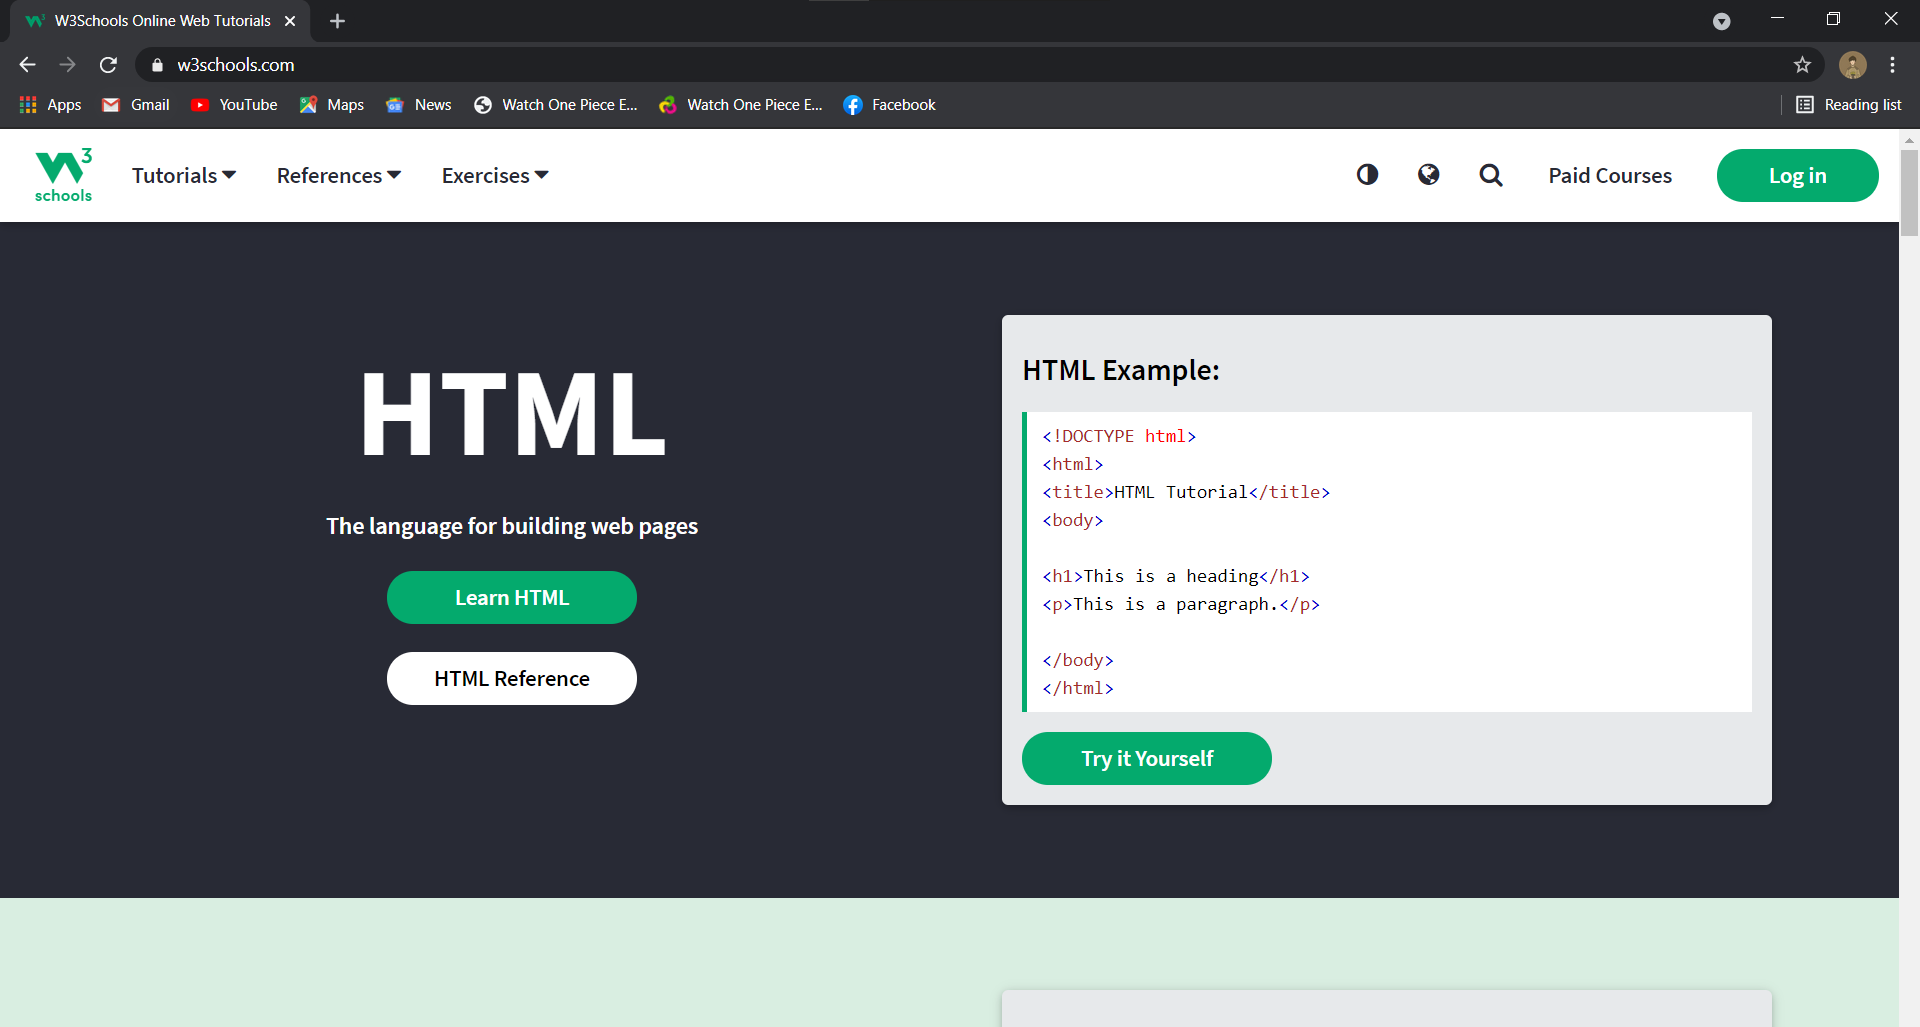 W3Schools Online Web Tutorials
w3schools.com
Apps Gmail YouTube Maps News Watch One Piece E... Watch One Piece E... Facebook Reading list
W3 schools Tutorials References Exercises Paid Courses Log in
HTML
The language for building web pages
Learn HTML
HTML Reference
HTML Example:
<!DOCTYPE html>
<html>
<title>HTML Tutorial</title>
<body>
<h1>This is a heading</h1>
<p>This is a paragraph.</p>
</body>
</html>
Try it Yourself